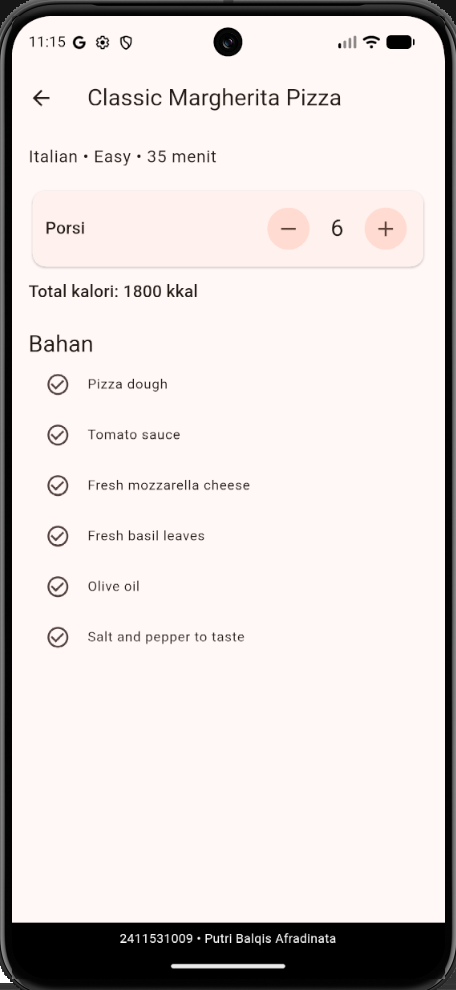 11:15 G
Classic Margherita Pizza
Italian • Easy • 35 menit
Porsi − 6 +
Total kalori: 1800 kkal
Bahan
Pizza dough
Tomato sauce
Fresh mozzarella cheese
Fresh basil leaves
Olive oil
Salt and pepper to taste
2411531009 • Putri Balqis Afradinata